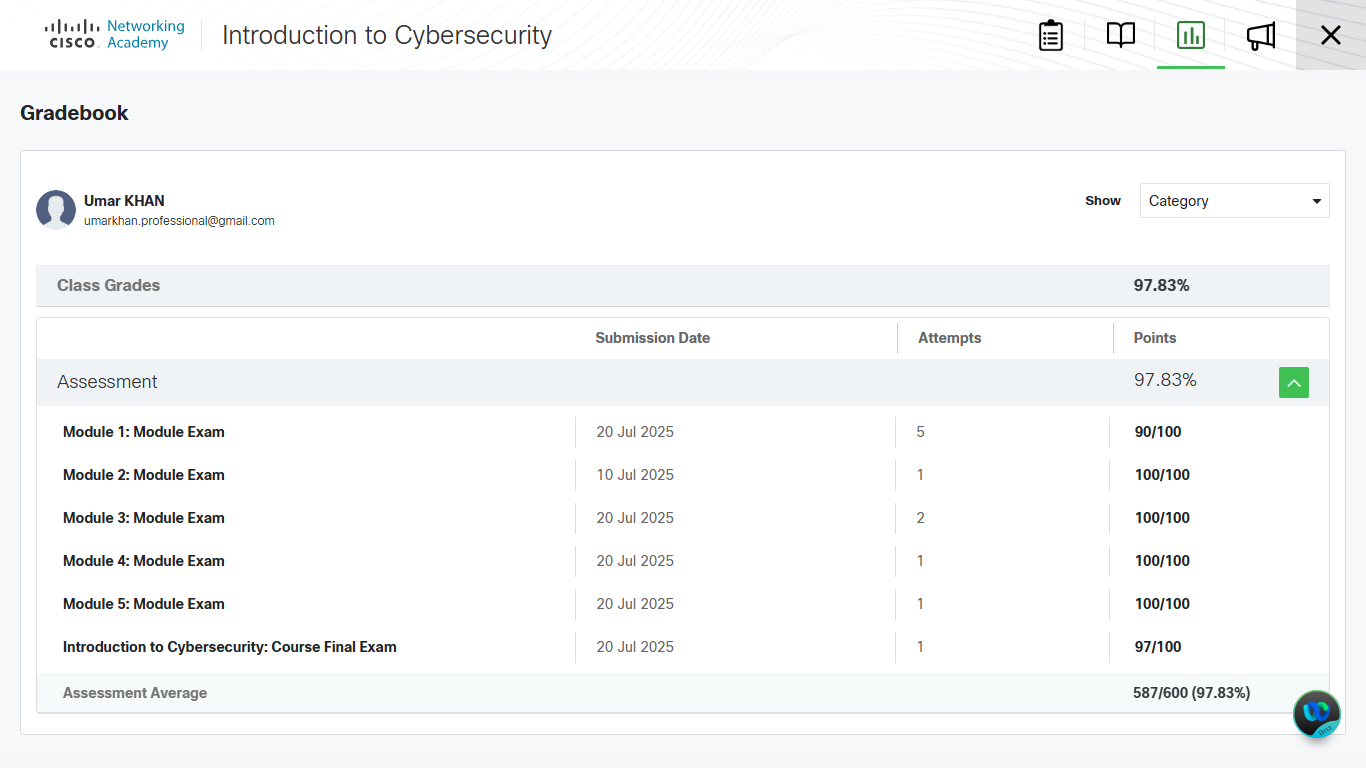 CISCO Networking Academy
Introduction to Cybersecurity
Gradebook
Umar KHAN
umarkhan.professional@gmail.com
Show Category
Class Grades 97.83%
Submission Date Attempts Points
Assessment 97.83%
Module 1: Module Exam 20 Jul 2025 5 90/100
Module 2: Module Exam 10 Jul 2025 1 100/100
Module 3: Module Exam 20 Jul 2025 2 100/100
Module 4: Module Exam 20 Jul 2025 1 100/100
Module 5: Module Exam 20 Jul 2025 1 100/100
Introduction to Cybersecurity: Course Final Exam 20 Jul 2025 1 97/100
Assessment Average 587/600 (97.83%)
Beta